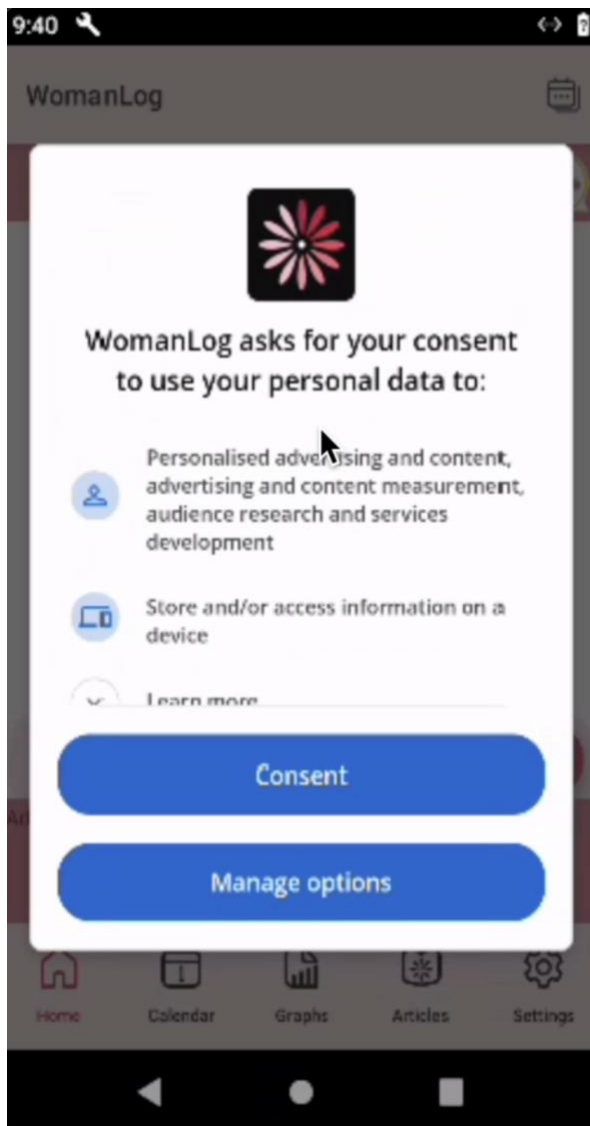 9:40
WomanLog
WomanLog asks for your consent
to use your personal data to:
Personalised advertising and content,
advertising and content measurement,
audience research and services
development
Store and/or access information on a
device
Learn more
Consent
Manage options
Home
Calendar
Graphs
Articles
Settings